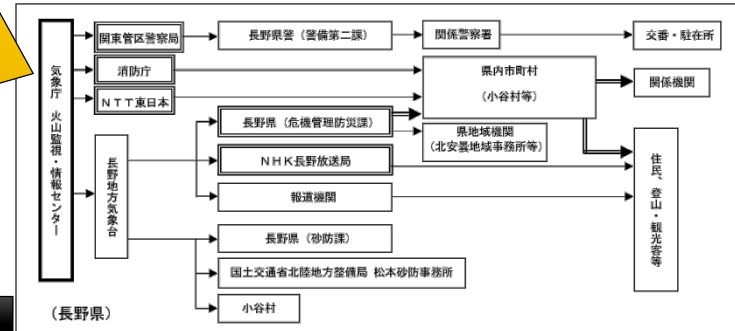 気象庁 火山監視・情報センター
関東管区警察局
長野県警（警備第二課）
関係警察署
交番・駐在所
消防庁
県内市町村
（小谷村等）
関係機関
ＮＴＴ東日本
長野県（危機管理防災課）
県地域機関
（北安曇地域事務所等）
長野地方気象台
ＮＨＫ長野放送局
住民、登山・観光客等
報道機関
長野県（砂防課）
国土交通省北陸地方整備局 松本砂防事務所
小谷村
（長野県）